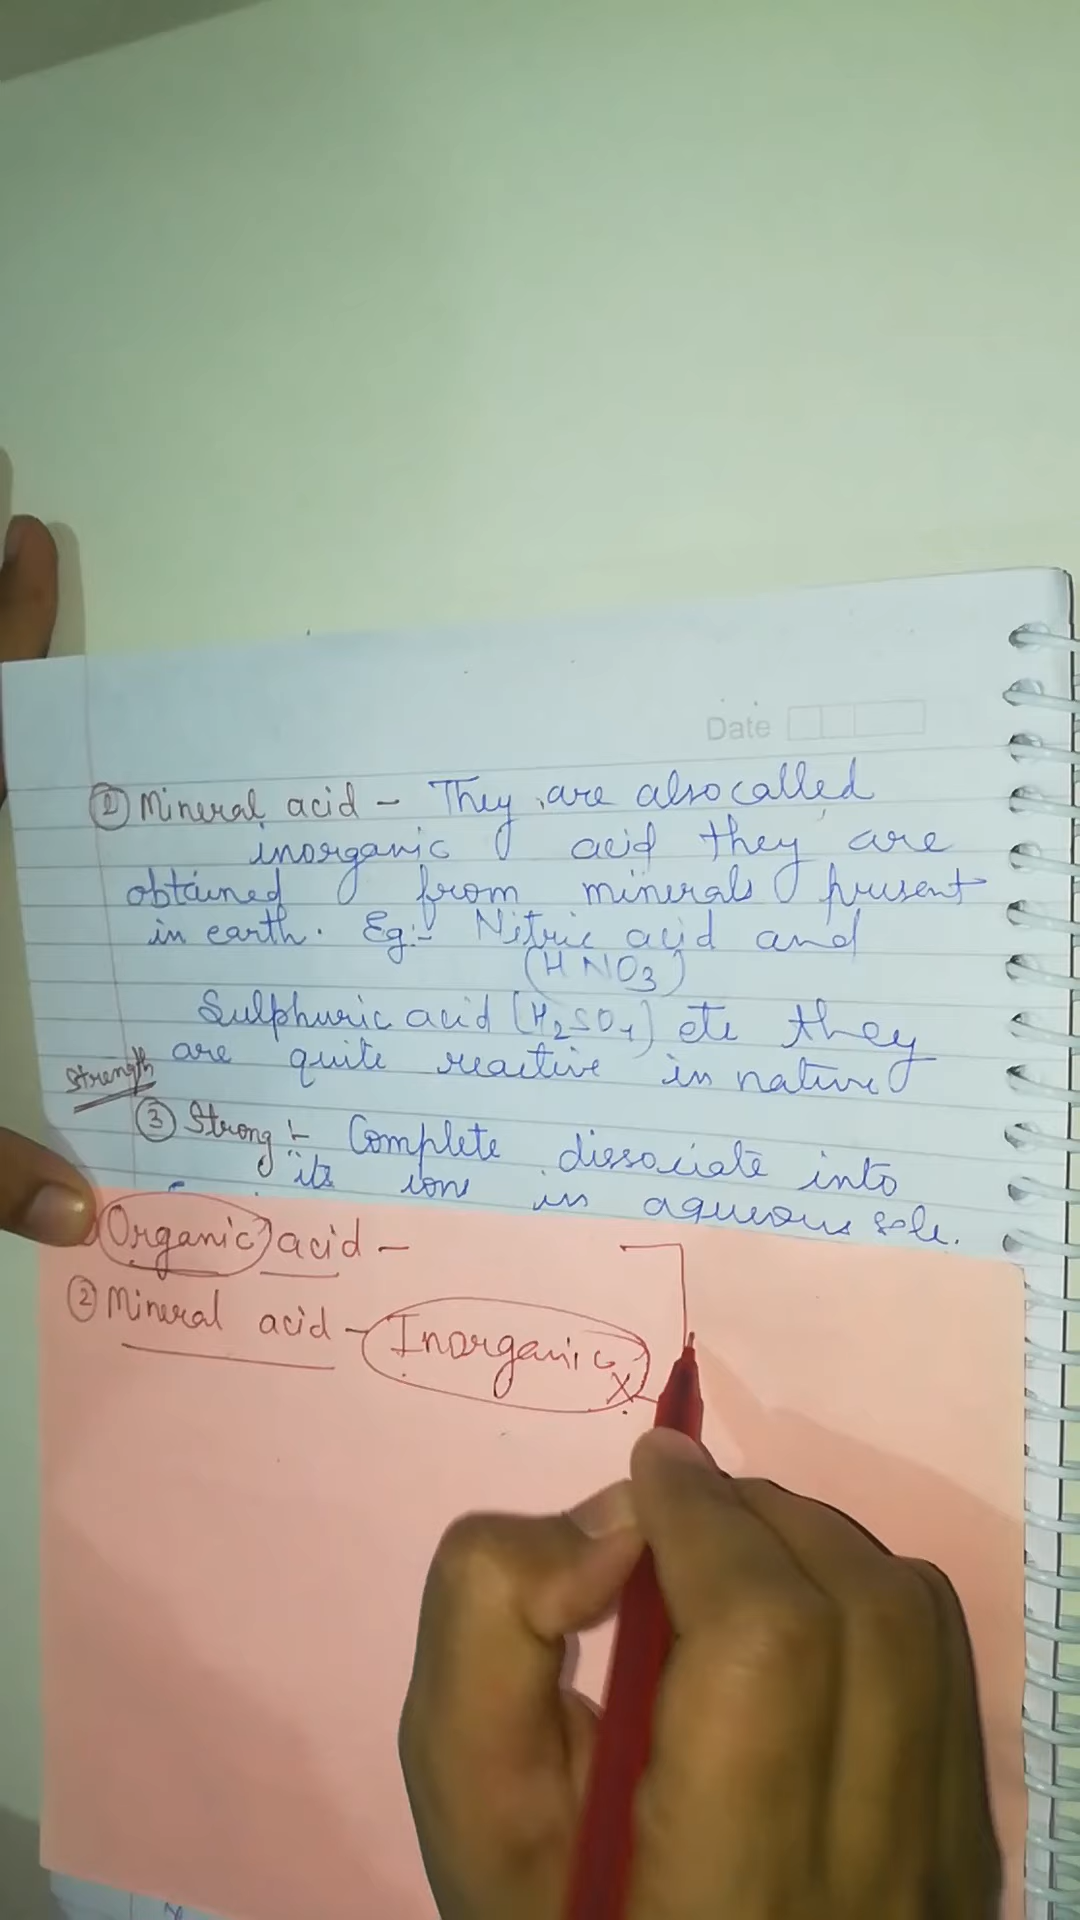 Date
② Mineral acid - They are also called
inorganic acid they are
obtained from minerals present
in earth. Eg:- Nitric acid and
(HNO3)
Sulphuric acid (H2SO4) etc they
are quite reactive in nature
Strength
③ Strong :- Complete dissociate into
its ions in aqueous soln.
Organic acid -
② Mineral acid - Inorganic
X